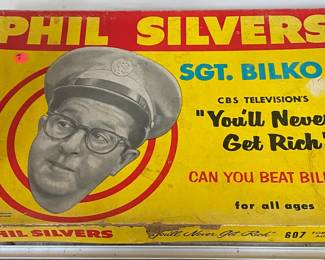 PHIL SILVERS
SGT. BILKO
CBS TELEVISION'S
"You'll Never
Get Rich"
CAN YOU BEAT BIL
for all ages
PHIL SILVERS "You'll Never Get Rich" 607